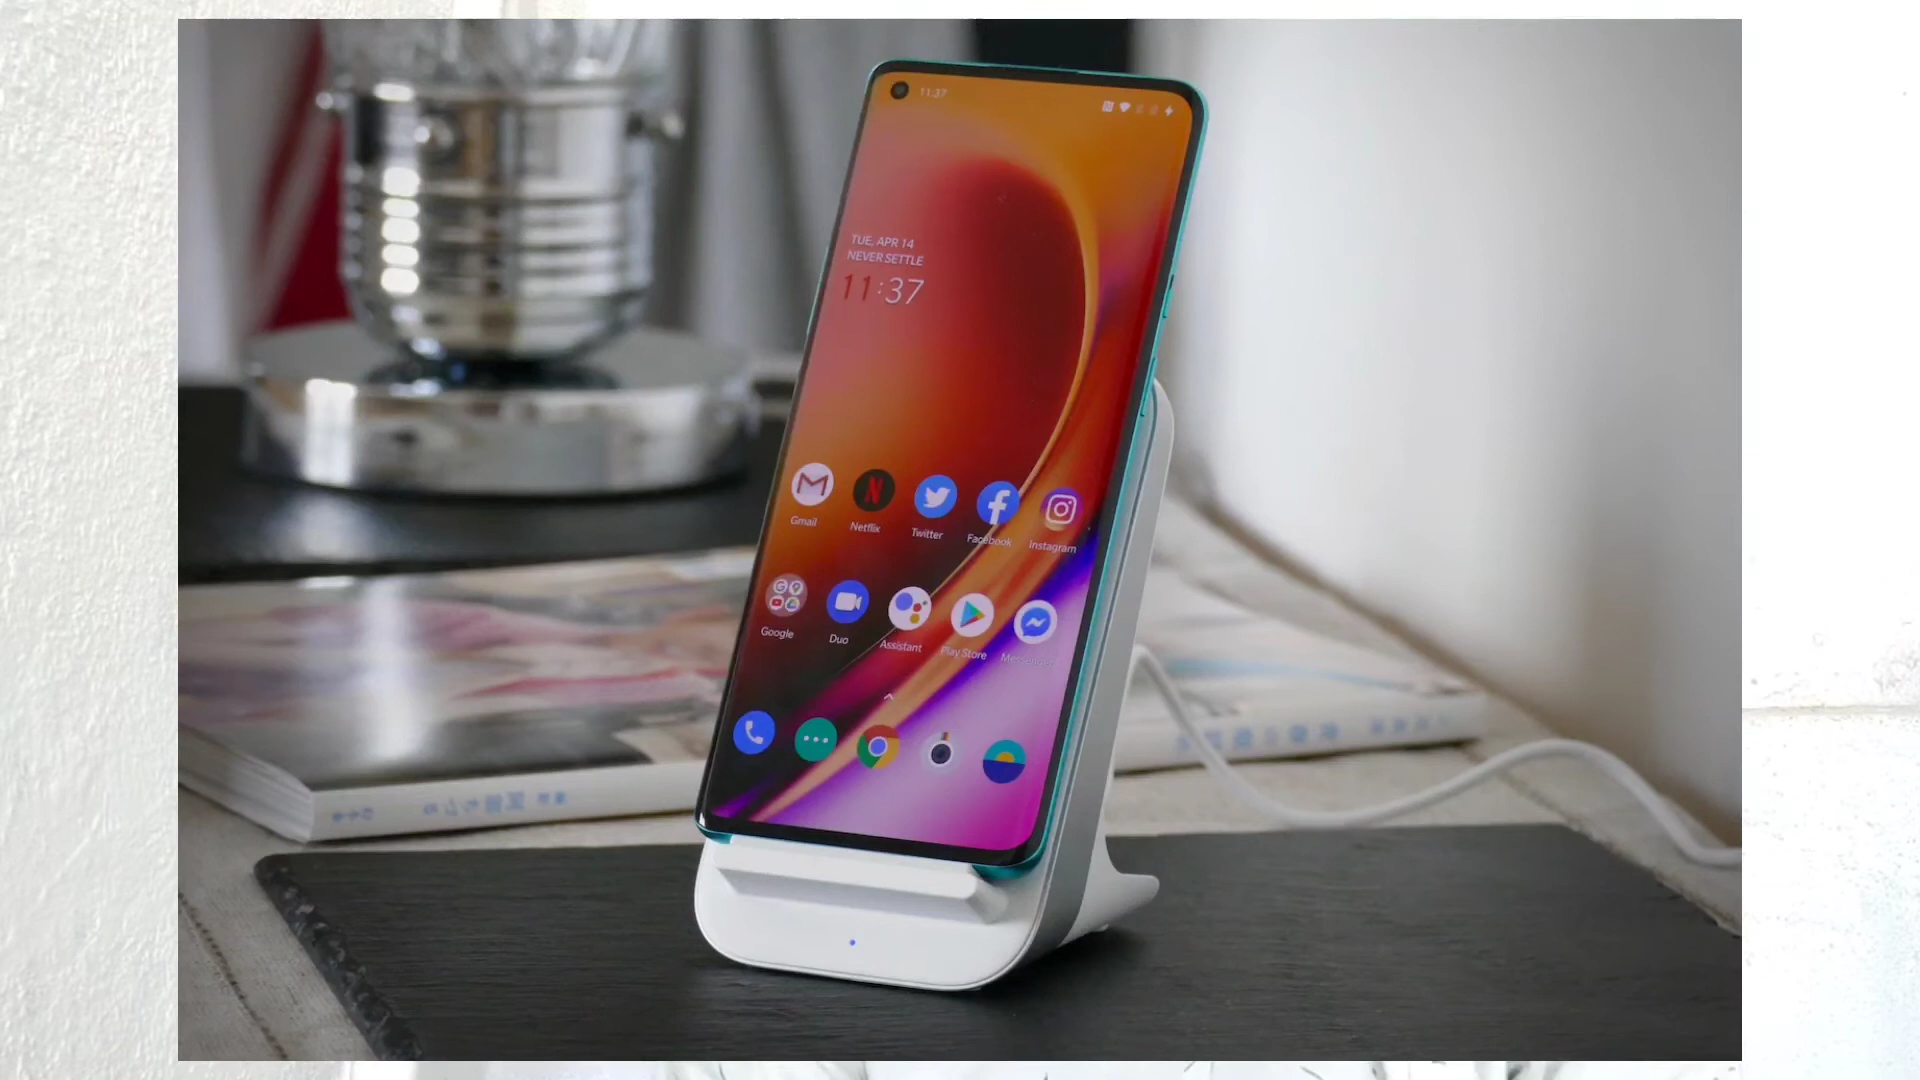 11:37
TUE, APR 14
NEVER SETTLE
11:37
Gmail
Netflix
Twitter
Facebook
Instagram
Google
Duo
Assistant
Play Store
Messenger